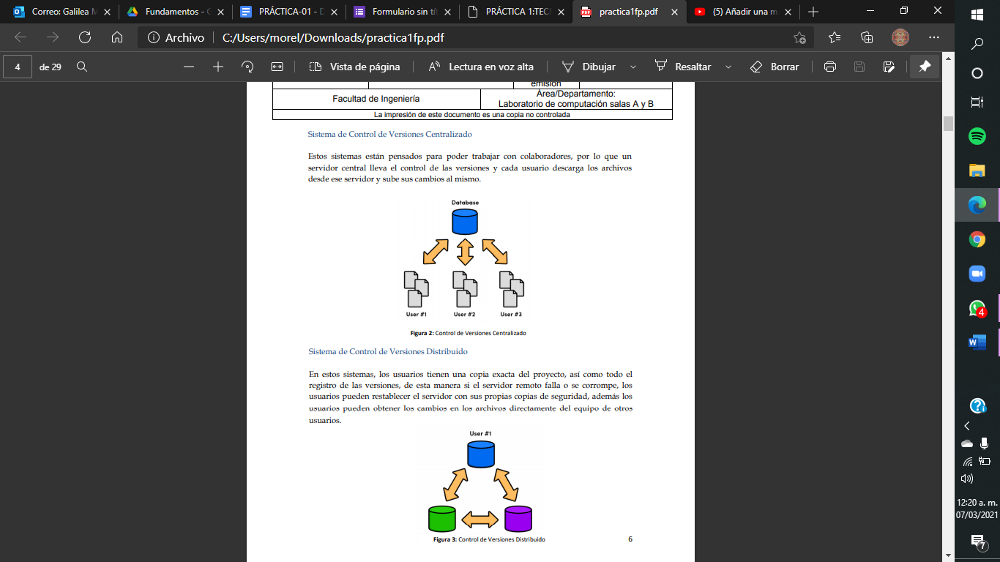 Correo: Galilea M
Fundamentos - G
PRÁCTICA-01 - D
Formulario sin tít
PRÁCTICA 1:TEC
practica1fp.pdf
(5) Añadir una m
Archivo
C:/Users/morel/Downloads/practica1fp.pdf
4
de 29
Vista de página
Lectura en voz alta
Dibujar
Resaltar
Borrar
emisión
Facultad de Ingeniería
Área/Departamento:
Laboratorio de computación salas A y B
La impresión de este documento es una copia no controlada
Sistema de Control de Versiones Centralizado
Estos sistemas están pensados para poder trabajar con colaboradores, por lo que un
servidor central lleva el control de las versiones y cada usuario descarga los archivos
desde ese servidor y sube sus cambios al mismo.
Database
User #1
User #2
User #3
Figura 2: Control de Versiones Centralizado
Sistema de Control de Versiones Distribuido
En estos sistemas, los usuarios tienen una copia exacta del proyecto, así como todo el
registro de las versiones, de esta manera si el servidor remoto falla o se corrompe, los
usuarios pueden restablecer el servidor con sus propias copias de seguridad, además los
usuarios pueden obtener los cambios en los archivos directamente del equipo de otros
usuarios.
User #1
Figura 3: Control de Versiones Distribuido
6
4
12:20 a. m.
07/03/2021
7